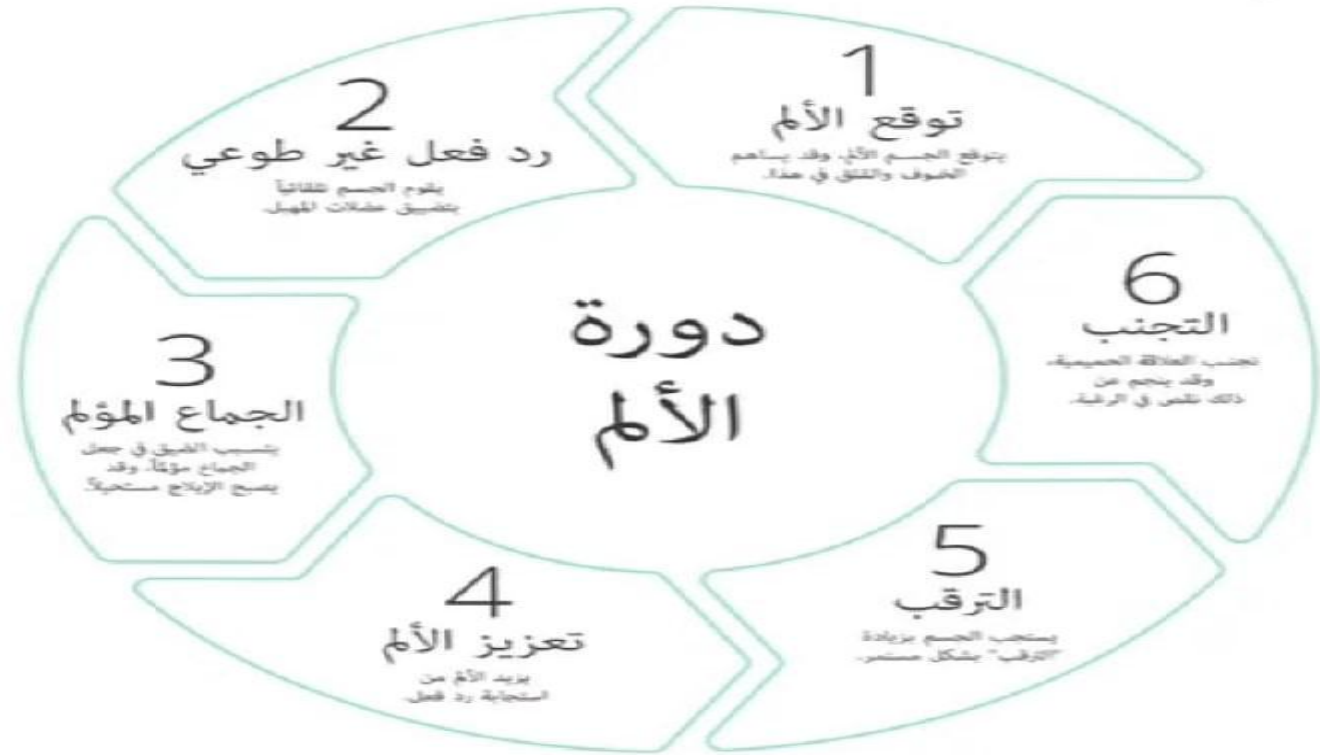 دورة
الألم
1
توقع الألم
يتوقع الجسم الألم، وقد يساهم
الخوف والقلق في هذا.
2
رد فعل غير طوعي
يقوم الجسم تلقائياً
بتضييق عضلات المهبل.
3
الجماع المؤلم
يتسبب الضيق في جعل
الجماع مؤلماً، وقد
يصبح الإيلاج مستحيلاً.
4
تعزيز الألم
يزيد الألم من
استجابة رد فعل.
5
الترقب
يستجب الجسم بزيادة
"الترقب" بشكل مستمر.
6
التجنب
تجنب العلاقة الحميمية،
وقد ينجم عن
ذلك نقص في الرغبة.